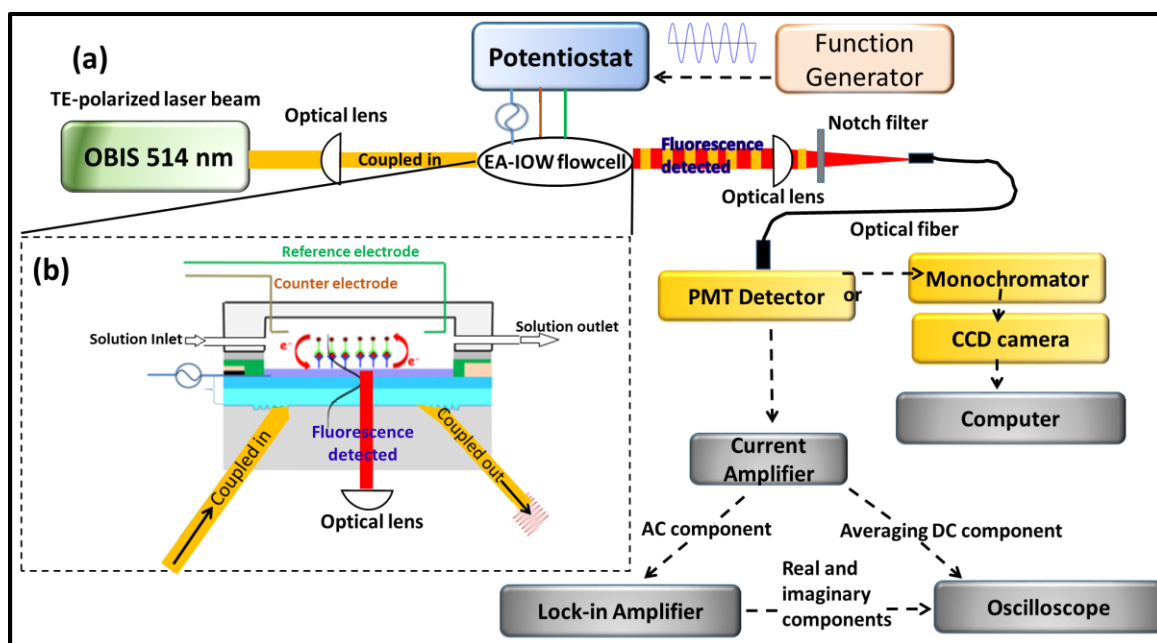 (a)
Potentiostat
Function
Generator
TE-polarized laser beam
OBIS 514 nm
Optical lens
Coupled in
EA-IOW flowcell
Fluorescence
detected
Notch filter
Optical lens
Optical fiber
PMT Detector
or
Monochromator
CCD camera
Computer
Current
Amplifier
AC component
Averaging DC component
Lock-in Amplifier
Real and
imaginary
components
Oscilloscope
(b)
Reference electrode
Counter electrode
Solution Inlet
Solution outlet
e-
e-
Fluorescence
detected
Coupled in
Coupled out
Optical lens